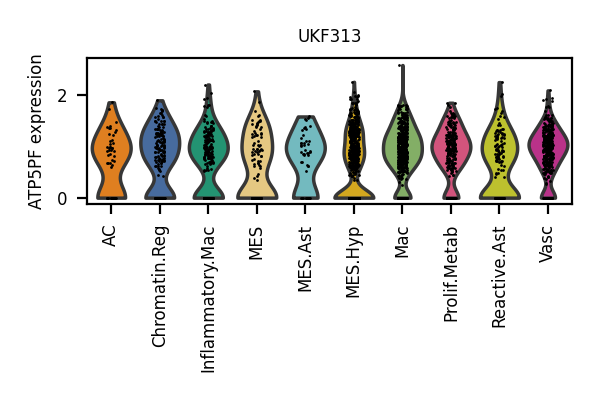 UKF313
ATP5PF expression
2
0
AC
Chromatin.Reg
Inflammatory.Mac
MES
MES.Ast
MES.Hyp
Mac
Prolif.Metab
Reactive.Ast
Vasc